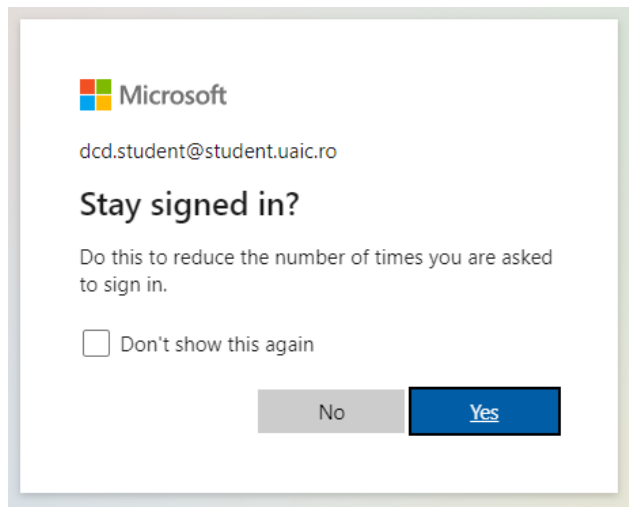 Microsoft
dcd.student@student.uaic.ro
Stay signed in?
Do this to reduce the number of times you are asked
to sign in.
Don't show this again
No
Yes